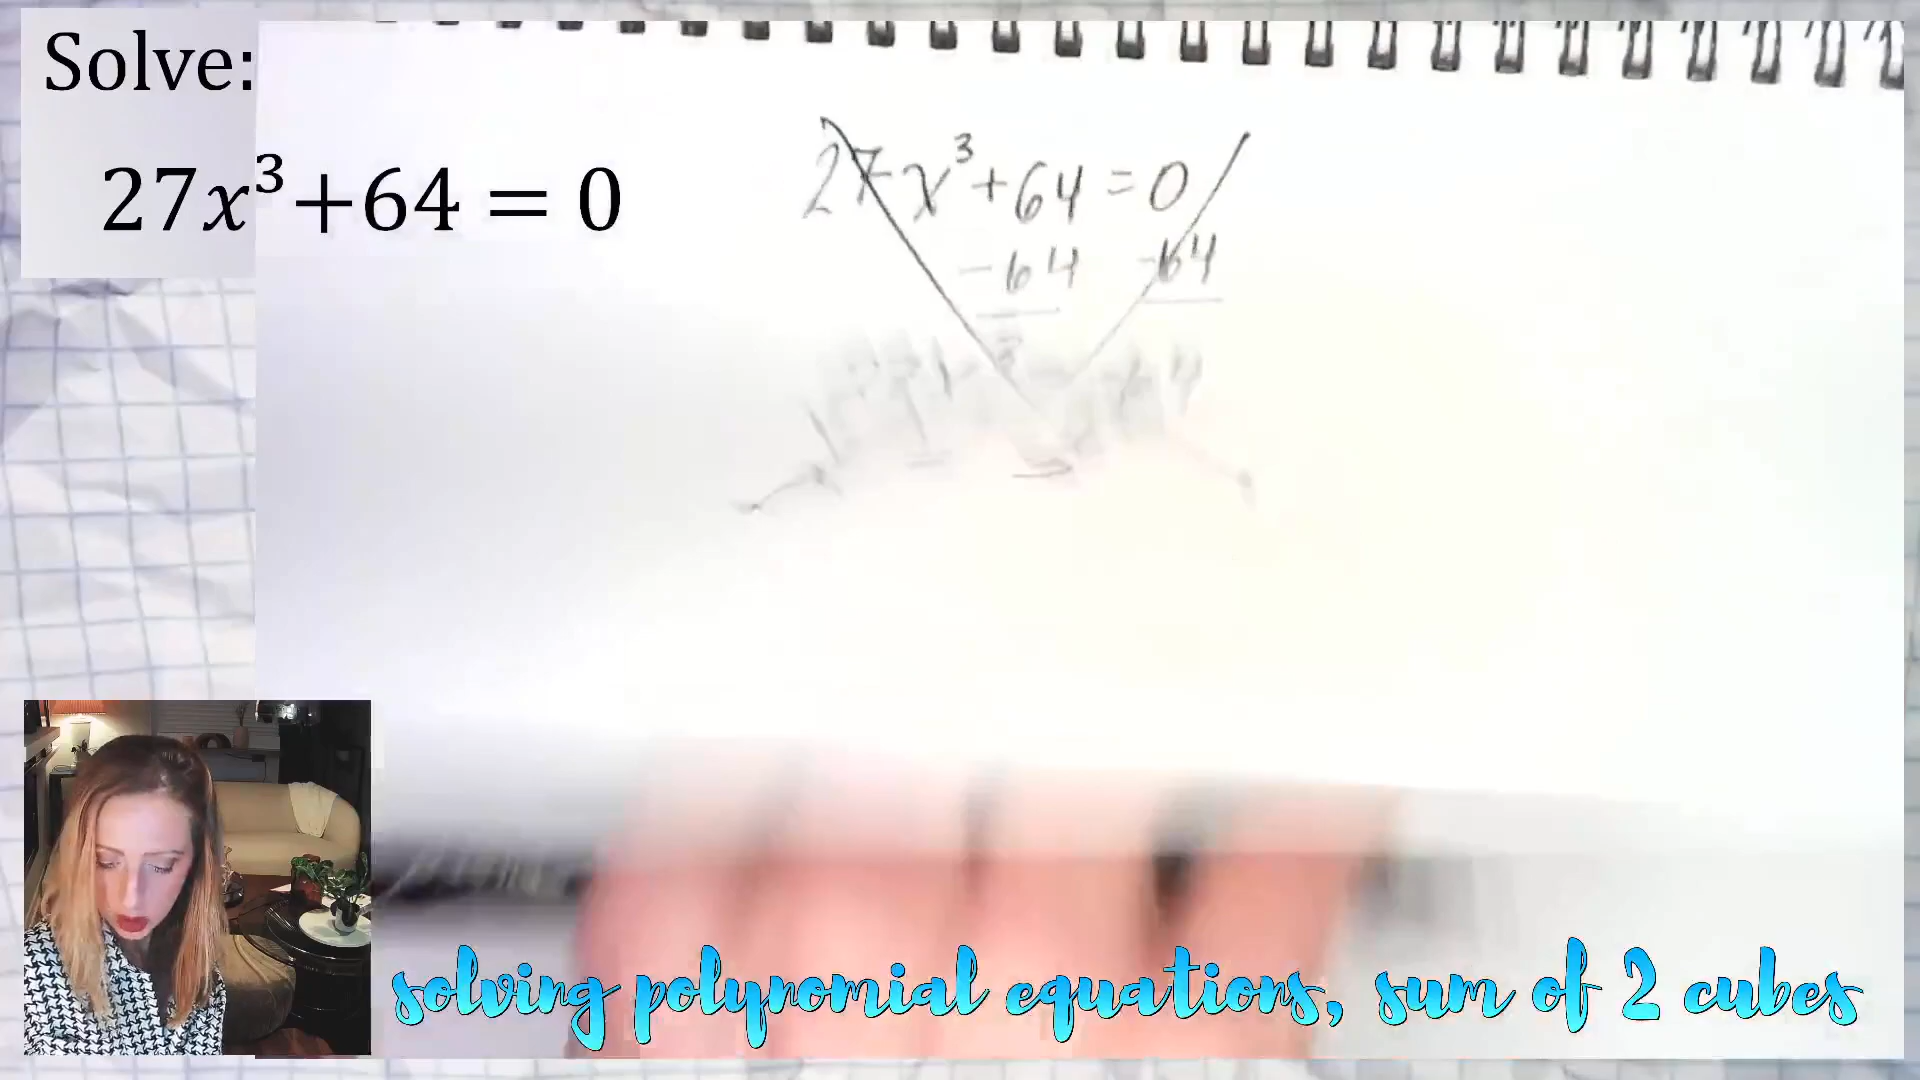 Solve:
27x³+64 = 0
27x³+64=0
-64 -64
solving polynomial equations, sum of 2 cubes